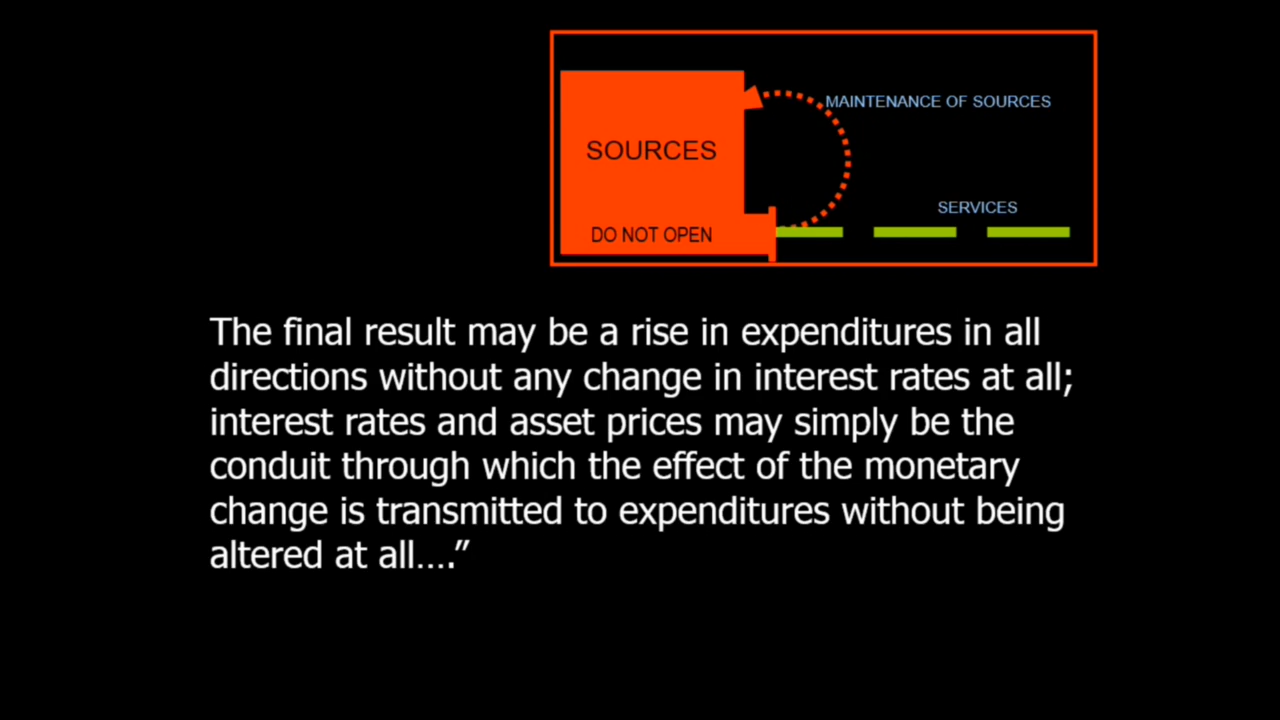 MAINTENANCE OF SOURCES
SOURCES
SERVICES
DO NOT OPEN
The final result may be a rise in expenditures in all
directions without any change in interest rates at all;
interest rates and asset prices may simply be the
conduit through which the effect of the monetary
change is transmitted to expenditures without being
altered at all….”